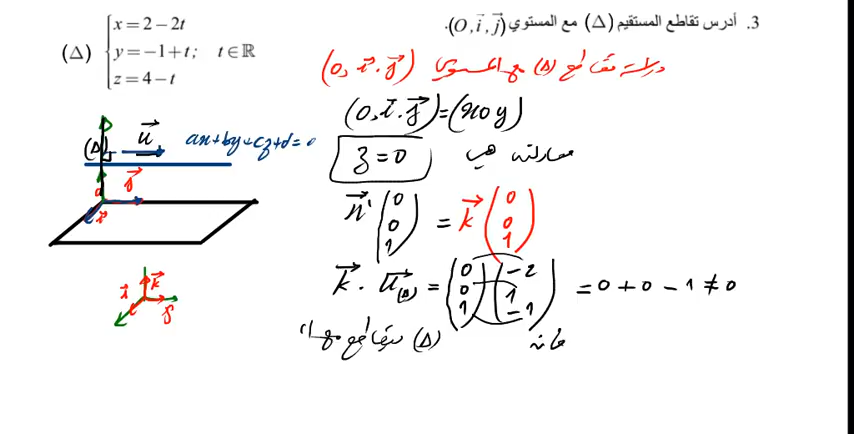 3. أدرس تقاطع المستقيم (Δ) مع المستوي (O, i⃗, j⃗).
(Δ) { x = 2 − 2t
y = −1 + t; t ∈ ℝ
z = 4 − t
دراسة تقاطع (Δ) مع المستوي (0, i⃗, j⃗)
(0, i⃗, j⃗) = (xoy)
معادلته هي z = 0
n⃗ (0 0 1) = k⃗ (0 0 1)
k⃗ . u⃗(Δ) = (0 0 1) (−2 1 −1) = 0 + 0 − 1 ≠ 0
(Δ) يتقاطع
(Δ) u⃗ ax+by+cz+d=0
j⃗
i⃗
k⃗
i⃗
j⃗